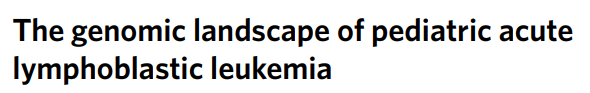 The genomic landscape of pediatric acute
lymphoblastic leukemia